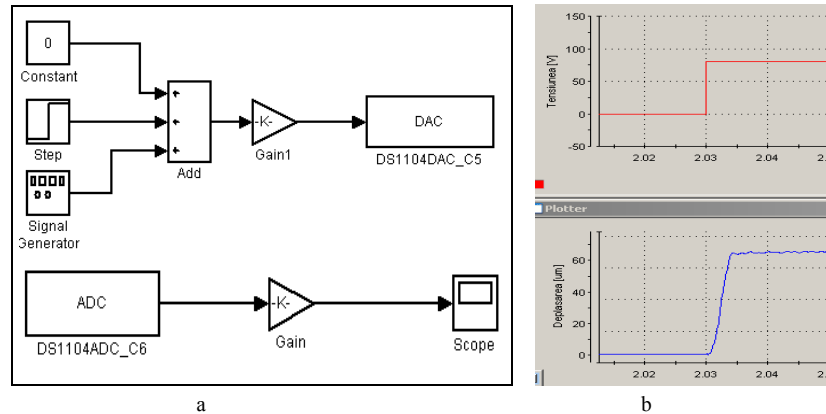 0
Constant
Step
Signal
Generator
Add
-K-
Gain1
DAC
DS1104DAC_C5
ADC
DS1104ADC_C6
-K-
Gain
Scope
a
Tensiunea [V]
150
100
50
0
-50
2.02 2.03 2.04 2.
Plotter
Deplasarea [um]
60
40
20
0
2.02 2.03 2.04 2.
b